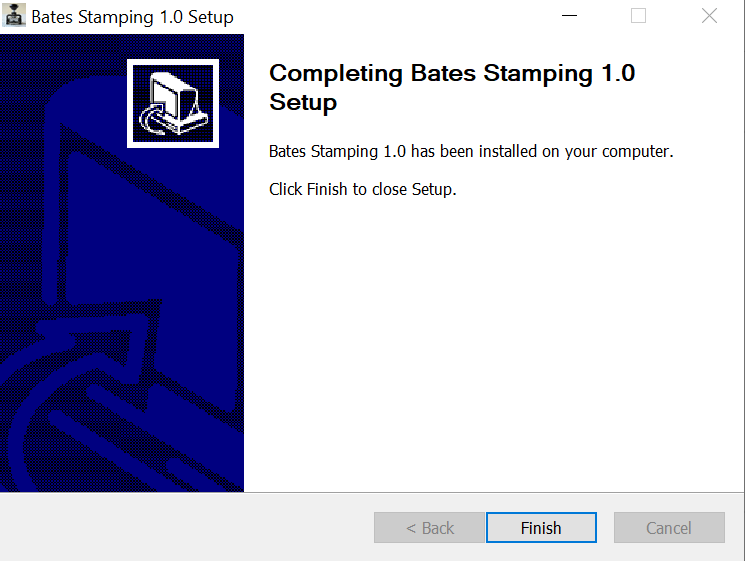 Bates Stamping 1.0 Setup
Completing Bates Stamping 1.0
Setup
Bates Stamping 1.0 has been installed on your computer.
Click Finish to close Setup.
< Back
Finish
Cancel